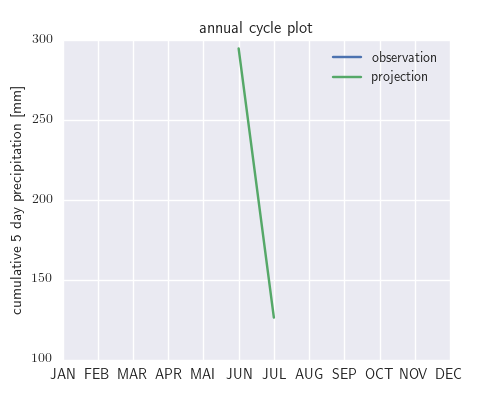 annual cycle plot
observation
projection
cumulative 5 day precipitation [mm]
300
250
200
150
100
JAN FEB MAR APR MAI JUN JUL AUG SEP OCT NOV DEC